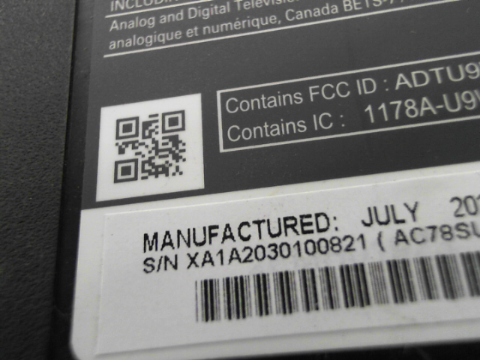 Analog and Digital Television
analogique et numérique, Canada BETS-7
Contains FCC ID :
Contains IC :
MANUFACTURED: JULY
S/N XA1A2030100821 (